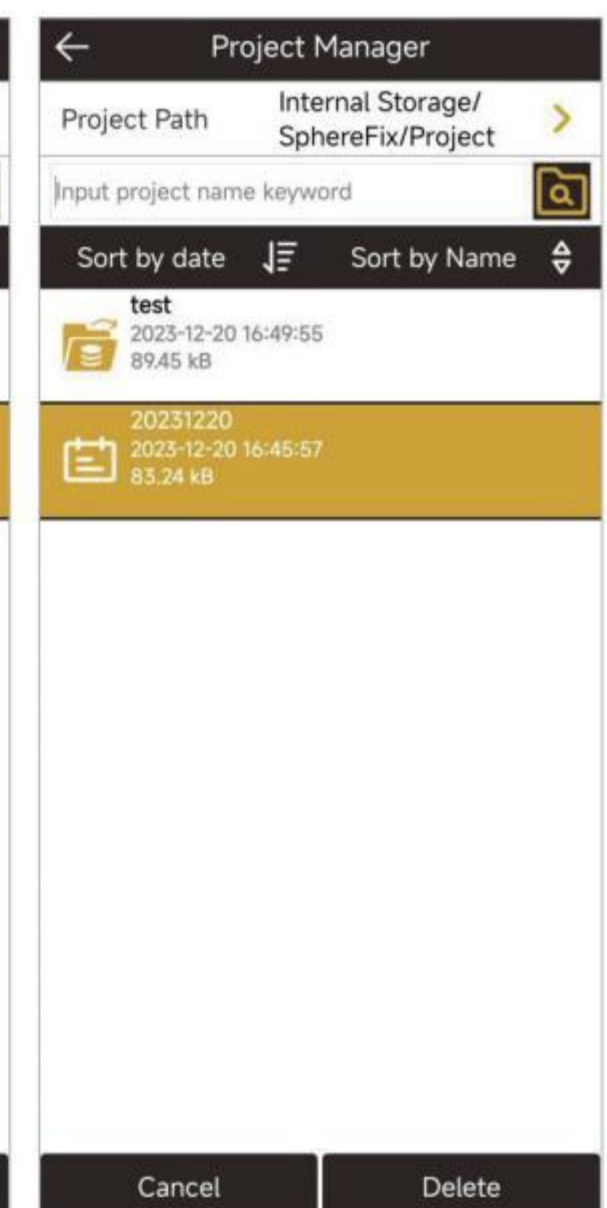 Project Manager
Project Path
Internal Storage/
SphereFix/Project
Input project name keyword
Sort by date
Sort by Name
test
2023-12-20 16:49:55
89.45 kB
20231220
2023-12-20 16:45:57
83.24 kB
Cancel
Delete